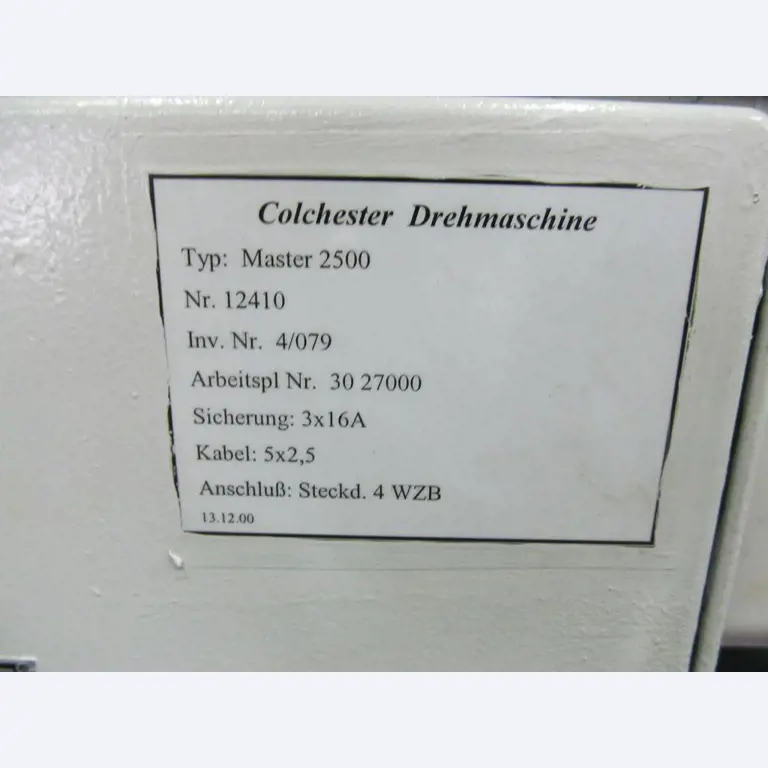 Colchester Drehmaschine
Typ: Master 2500
Nr. 12410
Inv. Nr. 4/079
Arbeitspl Nr. 30 27000
Sicherung: 3x16A
Kabel: 5x2,5
Anschluß: Steckd. 4 WZB
13.12.00